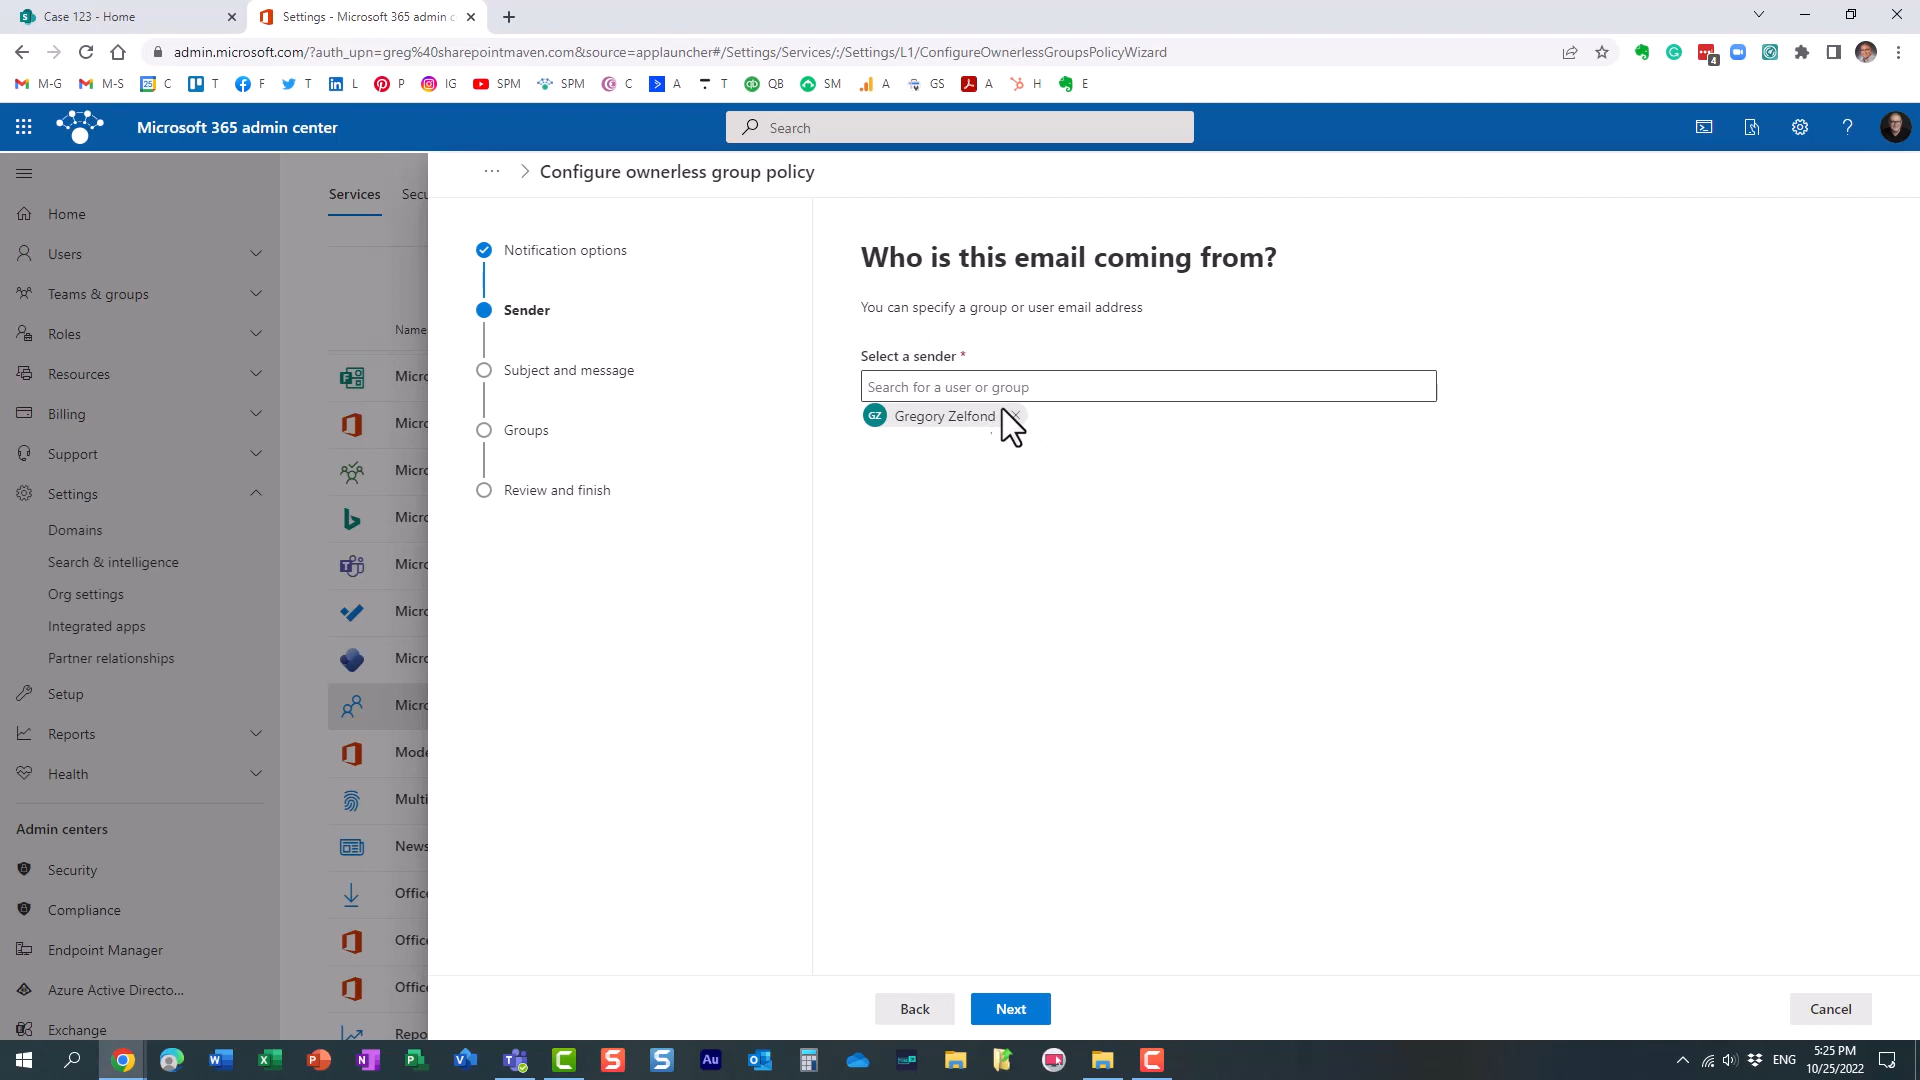 Case 123 - Home
Settings - Microsoft 365 admin c
admin.microsoft.com/?auth_upn=greg%40sharepointmaven.com&source=applauncher#/Settings/Services/:/Settings/L1/ConfigureOwnerlessGroupsPolicyWizard
4
M-G M-S 25 C T F T L P IG SPM SPM C A T QB SM A GS A H E
Microsoft 365 admin center
Search
Home
Users
Teams & groups
Roles
Resources
Billing
Support
Settings
Domains
Search & intelligence
Org settings
Integrated apps
Partner relationships
Setup
Reports
Health
Admin centers
Security
Compliance
Endpoint Manager
Azure Active Directo...
Exchange
Services Secu
Name
Micro
Micro
Micro
Micro
Micro
Micro
Micro
Micro
Mode
Multi
News
Office
Office
Office
Repo
Configure ownerless group policy
Notification options
Sender
Subject and message
Groups
Review and finish
Who is this email coming from?
You can specify a group or user email address
Select a sender *
Search for a user or group
GZ Gregory Zelfond
Back
Next
Cancel
ENG
5:25 PM
10/25/2022